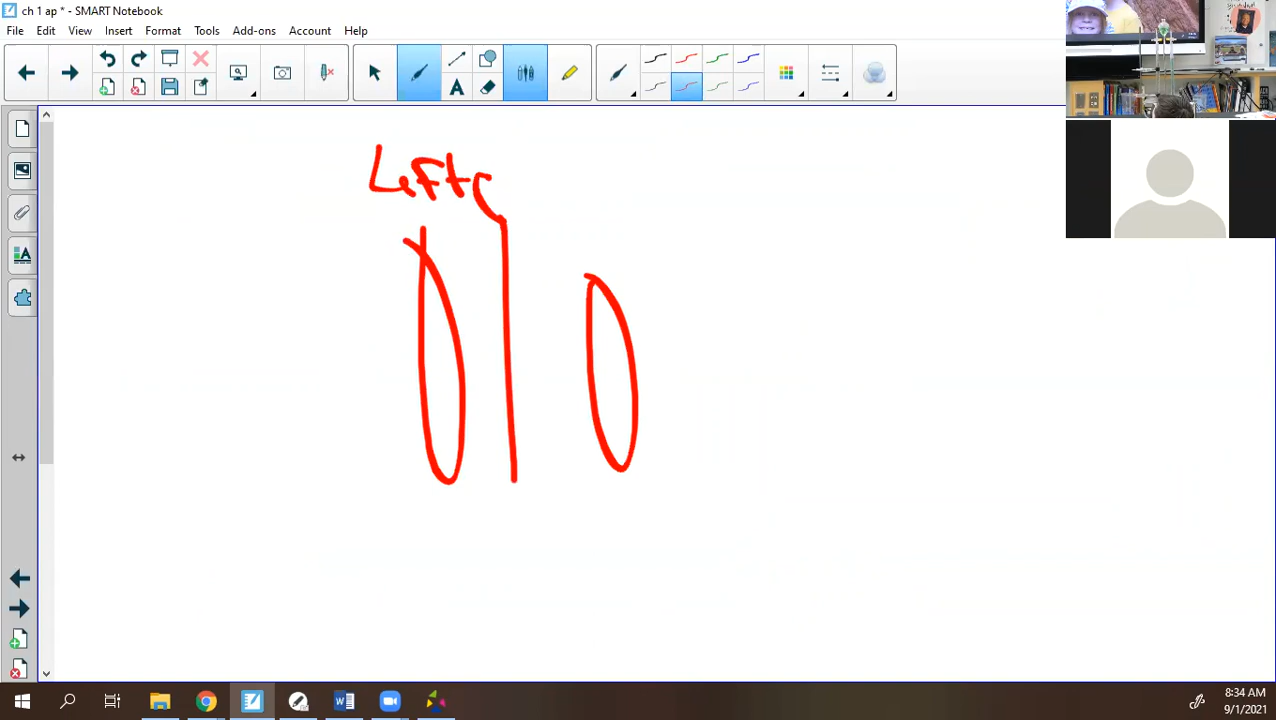 ch 1 ap * - SMART Notebook
File Edit View Insert Format Tools Add-ons Account Help
Left
8:34 AM
9/1/2021